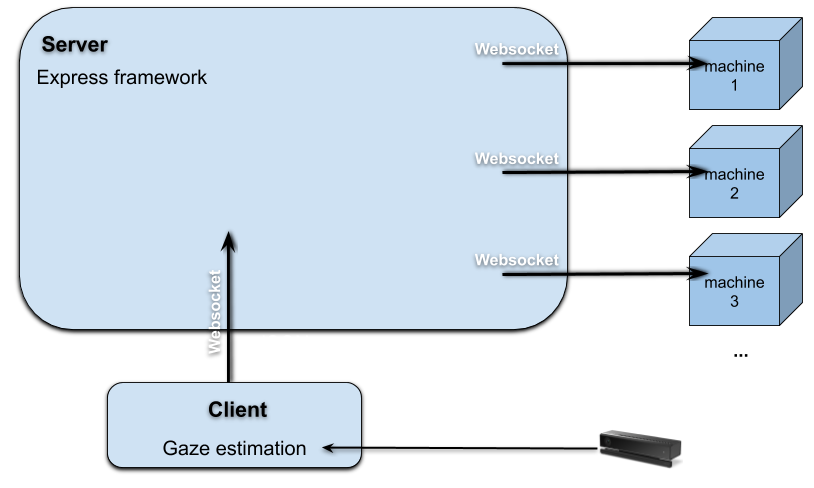 Server
Express framework
Websocket
machine
1
Websocket
machine
2
Websocket
machine
3
...
Websocket
Client
Gaze estimation